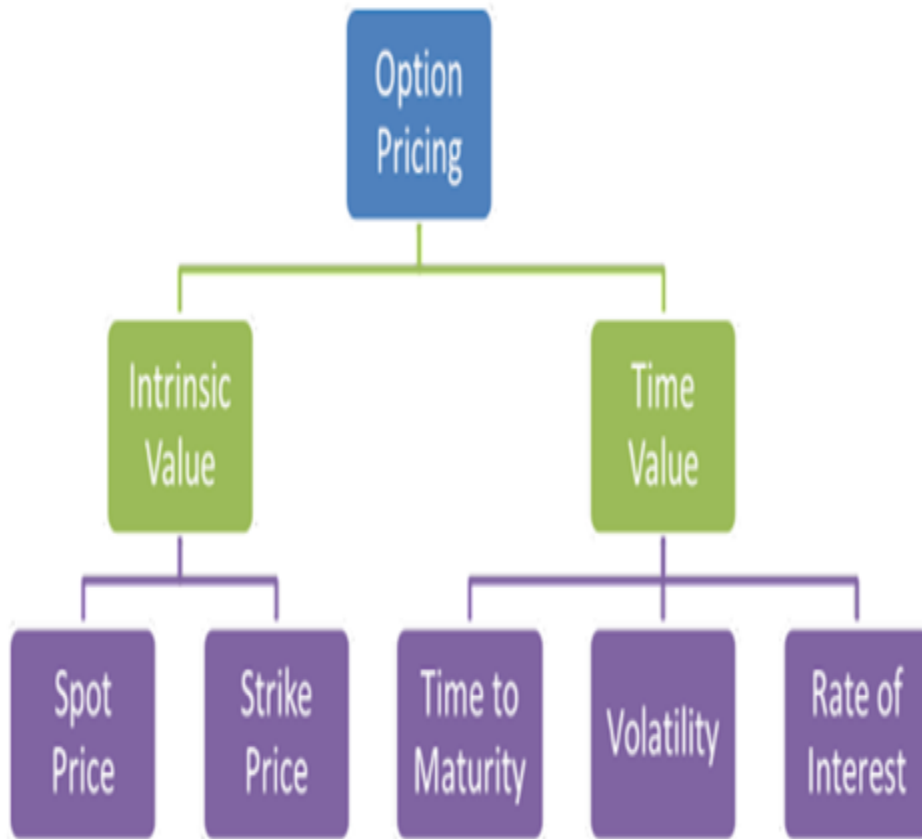 Option
Pricing
Intrinsic
Value
Time
Value
Spot
Price
Strike
Price
Time to
Maturity
Volatility
Rate of
Interest